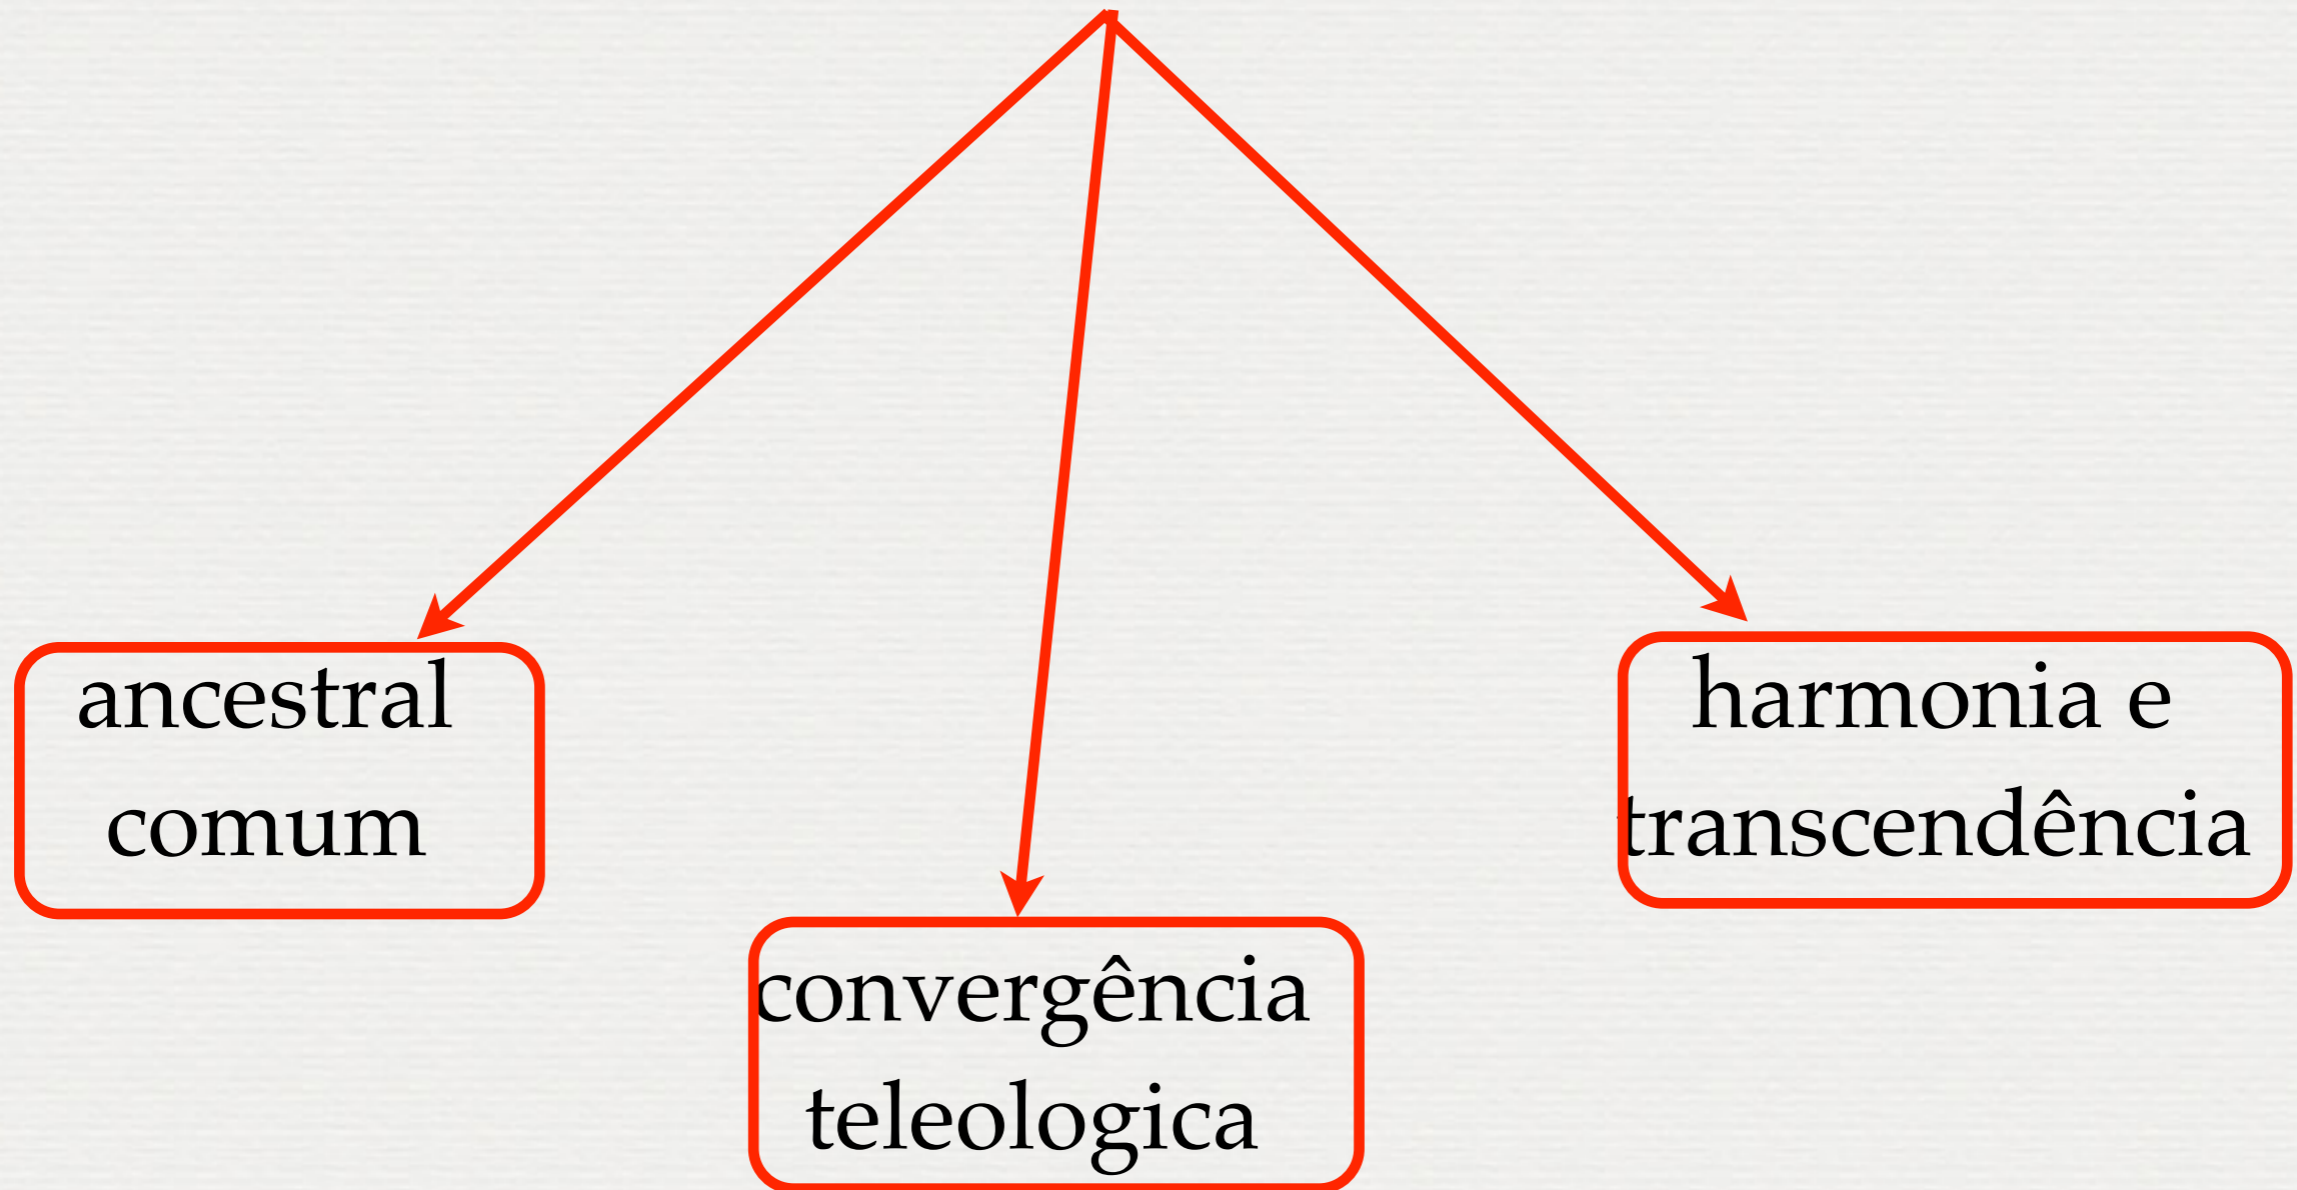 ancestral
comum
harmonia e
transcendência
convergência
teleologica